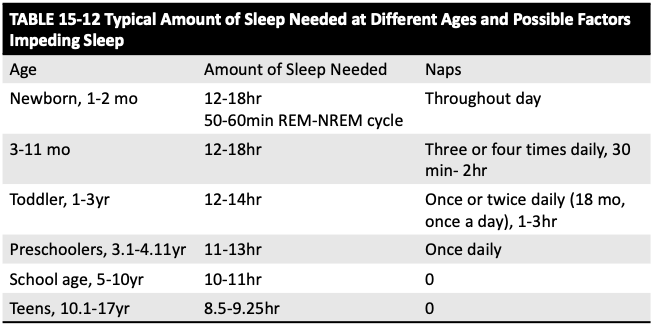 TABLE 15-12 Typical Amount of Sleep Needed at Different Ages and Possible Factors
Impeding Sleep
Age Amount of Sleep Needed Naps
Newborn, 1-2 mo 12-18hr Throughout day
50-60min REM-NREM cycle
3-11 mo 12-18hr Three or four times daily, 30
min- 2hr
Toddler, 1-3yr 12-14hr Once or twice daily (18 mo,
once a day), 1-3hr
Preschoolers, 3.1-4.11yr 11-13hr Once daily
School age, 5-10yr 10-11hr 0
Teens, 10.1-17yr 8.5-9.25hr 0